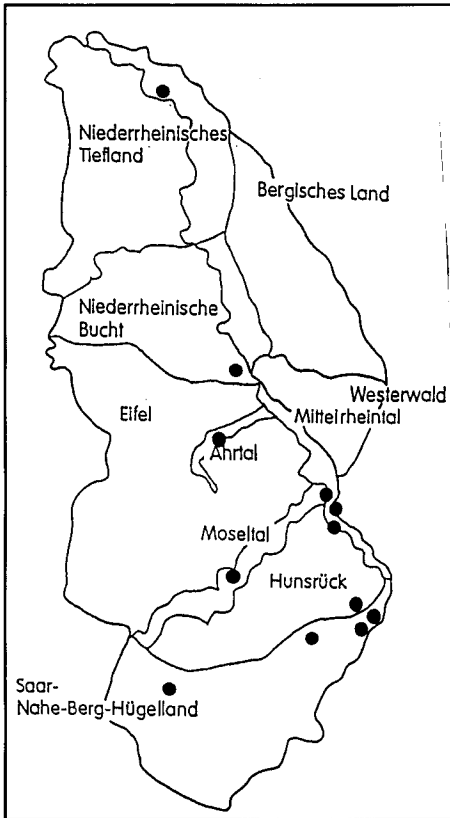 Niederrheinisches
Tiefland
Bergisches Land
Niederrheinische
Bucht
Westerwald
Mittelrheintal
Eifel
Ahrtal
Moseltal
Hunsrück
Saar-
Nahe-Berg-Hügelland